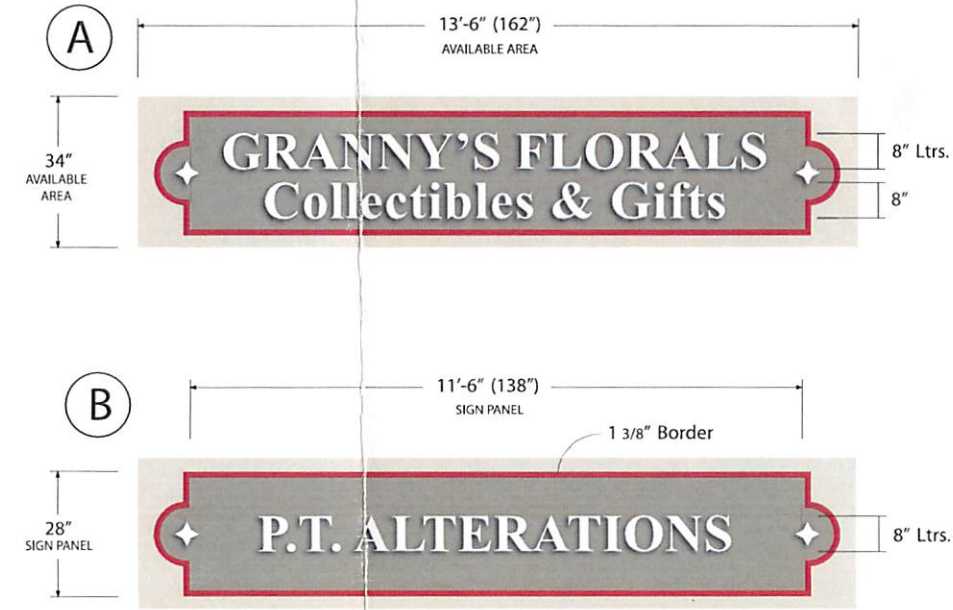 A
13'-6" (162")
AVAILABLE AREA
34"
AVAILABLE
AREA
GRANNY'S FLORALS
Collectibles & Gifts
8" Ltrs.
8"
B
11'-6" (138")
SIGN PANEL
1 3/8" Border
28"
SIGN PANEL
P.T. ALTERATIONS
8" Ltrs.